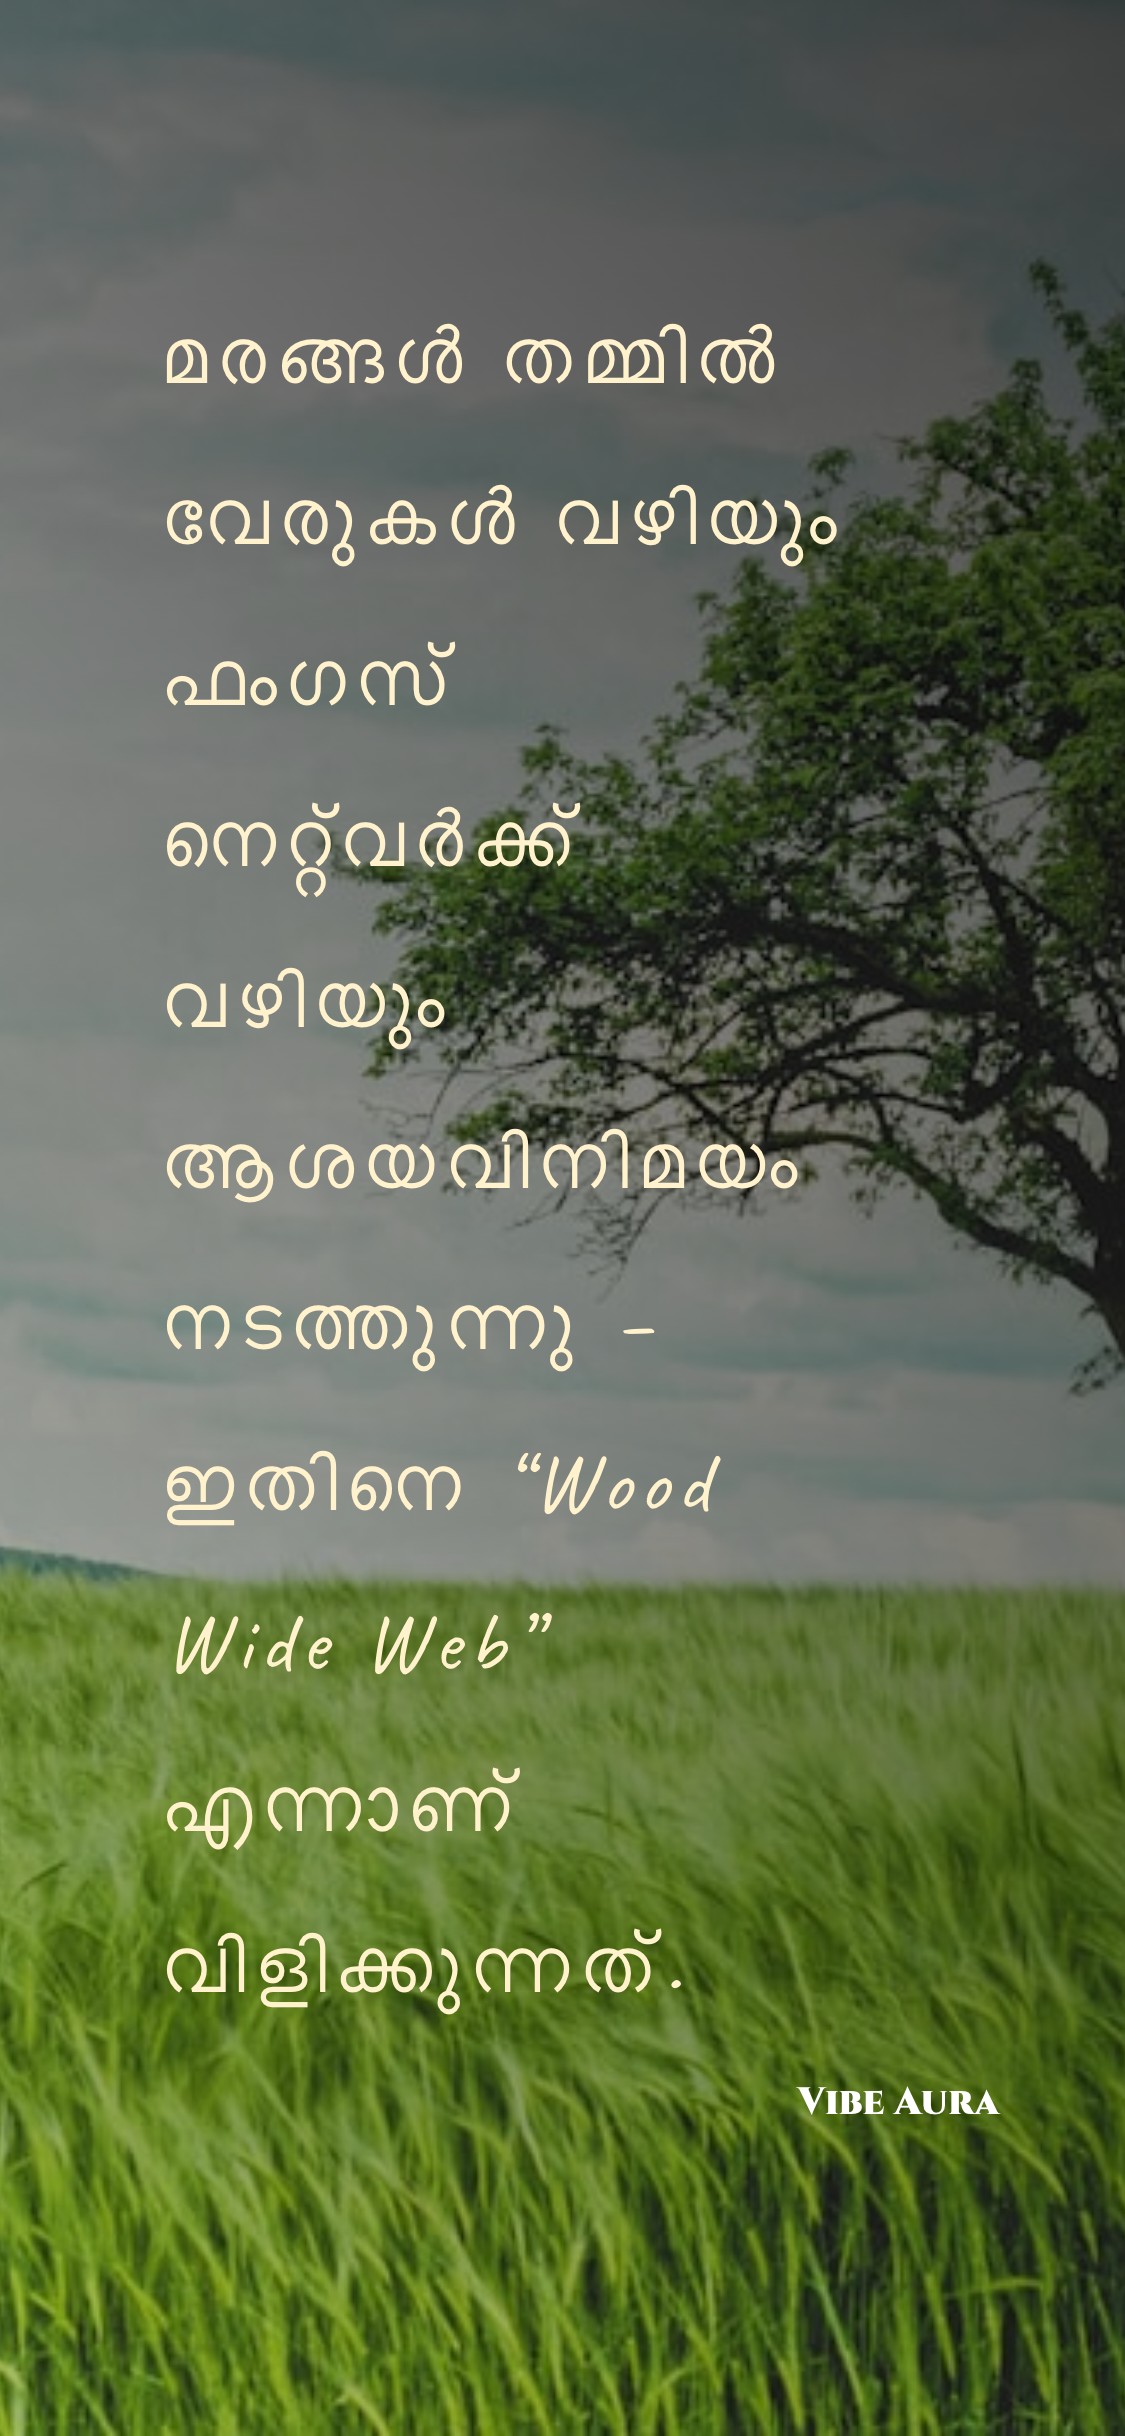 മരങ്ങൾ തമ്മിൽ
വേരുകൾ വഴിയും
ഫംഗസ്
നെറ്റ്‌വർക്ക്
വഴിയും
ആശയവിനിമയം
നടത്തുന്നു -
ഇതിനെ “Wood
Wide Web”
എന്നാണ്
വിളിക്കുന്നത്.
Vibe Aura